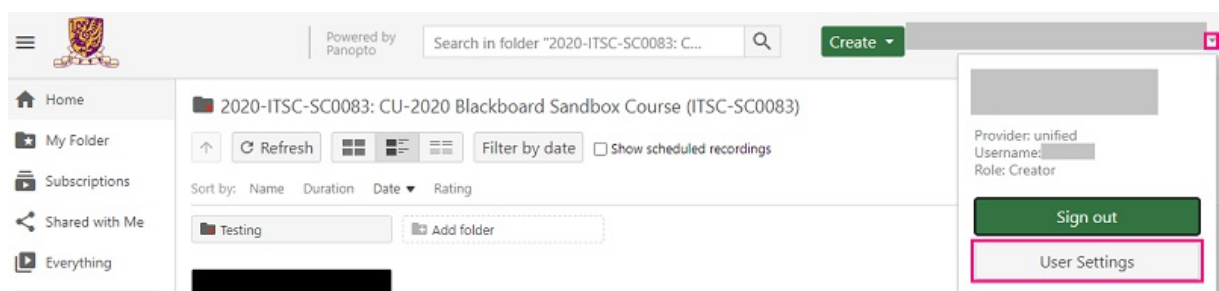 Powered by
Panopto
Search in folder "2020-ITSC-SC0083: C...
Create
Home
My Folder
Subscriptions
Shared with Me
Everything
2020-ITSC-SC0083: CU-2020 Blackboard Sandbox Course (ITSC-SC0083)
Refresh
Filter by date
Show scheduled recordings
Sort by: Name Duration Date Rating
Testing
Add folder
Provider: unified
Username:
Role: Creator
Sign out
User Settings